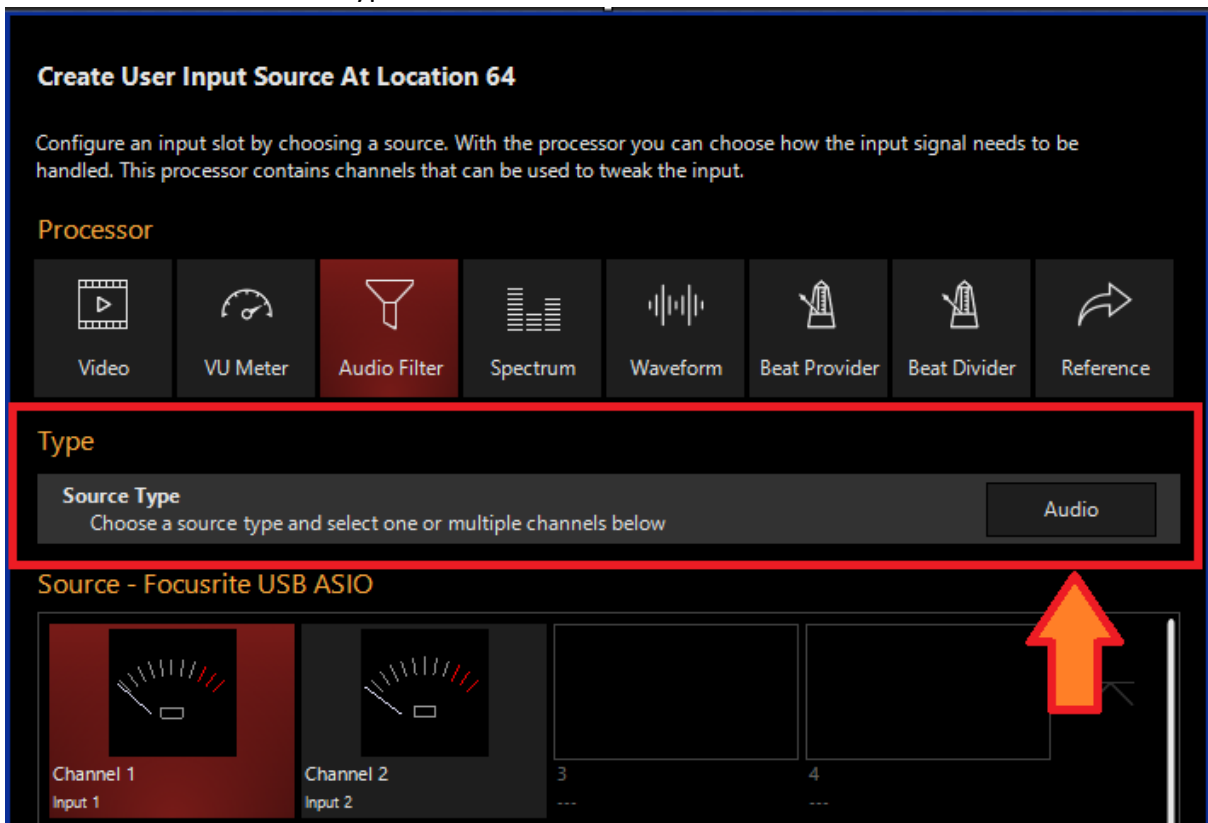 Create User Input Source At Location 64
Configure an input slot by choosing a source. With the processor you can choose how the input signal needs to be
handled. This processor contains channels that can be used to tweak the input.
Processor
Video
VU Meter
Audio Filter
Spectrum
Waveform
Beat Provider
Beat Divider
Reference
Type
Source Type
Choose a source type and select one or multiple channels below
Audio
Source - Focusrite USB ASIO
Channel 1
Input 1
Channel 2
Input 2
3
---
4
---